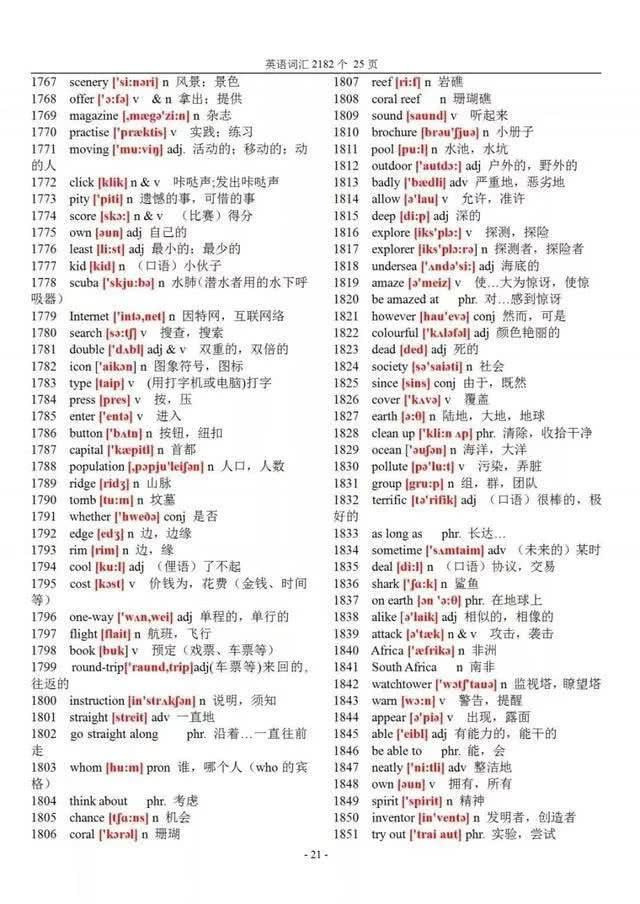 英语词汇 2182 个 25 页
1767 scenery ['si:nəri] n 风景；景色
1768 offer ['ɔ:fə] v & n 拿出；提供
1769 magazine [,mægə'zi:n] n 杂志
1770 practise ['præktis] v 实践；练习
1771 moving ['mu:viŋ] adj. 活动的；移动的；动
的人
1772 click [klik] n & v 咔哒声;发出咔哒声
1773 pity ['piti] n 遗憾的事，可惜的事
1774 score [skɔ:] n & v （比赛）得分
1775 own [əun] adj 自己的
1776 least [li:st] adj 最小的；最少的
1777 kid [kid] n （口语）小伙子
1778 scuba ['skju:bə] n 水肺（潜水者用的水下呼
吸器）
1779 Internet ['intə,net] n 因特网，互联网络
1780 search [sə:tʃ] v 搜查，搜索
1781 double ['dʌbl] adj & v 双重的，双倍的
1782 icon ['aikən] n 图象符号，图标
1783 type [taip] v (用打字机或电脑)打字
1784 press [pres] v 按，压
1785 enter ['entə] v 进入
1786 button ['bʌtn] n 按钮，纽扣
1787 capital ['kæpitl] n 首都
1788 population [,pɔpju'leiʃən] n 人口，人数
1789 ridge [ridʒ] n 山脉
1790 tomb [tu:m] n 坟墓
1791 whether ['hweðə] conj 是否
1792 edge [edʒ] n 边，边缘
1793 rim [rim] n 边，缘
1794 cool [ku:l] adj （俚语）了不起
1795 cost [kɔst] v 价钱为，花费（金钱、时间
等）
1796 one-way ['wʌn,wei] adj 单程的，单行的
1797 flight [flait] n 航班，飞行
1798 book [buk] v 预定（戏票、车票等）
1799 round-trip['raund,trip]adj(车票等)来回的,
往返的
1800 instruction [in'strʌkʃən] n 说明，须知
1801 straight [streit] adv 一直地
1802 go straight along phr. 沿着…一直往前
走
1803 whom [hu:m] pron 谁，哪个人（who 的宾
格）
1804 think about phr. 考虑
1805 chance [tʃɑ:ns] n 机会
1806 coral ['kɔrəl] n 珊瑚
1807 reef [ri:f] n 岩礁
1808 coral reef n 珊瑚礁
1809 sound [saund] v 听起来
1810 brochure [brəu'ʃjuə] n 小册子
1811 pool [pu:l] n 水池，水坑
1812 outdoor ['autdɔ:] adj 户外的，野外的
1813 badly ['bædli] adv 严重地，恶劣地
1814 allow [ə'lau] v 允许，准许
1815 deep [di:p] adj 深的
1816 explore [iks'plɔ:] v 探测，探险
1817 explorer [iks'plɔ:rə] n 探测者，探险者
1818 undersea ['ʌndə'si:] adj 海底的
1819 amaze [ə'meiz] v 使…大为惊讶，使惊
1820 be amazed at phr. 对…感到惊讶
1821 however [hau'evə] conj 然而，可是
1822 colourful ['kʌləfəl] adj 颜色艳丽的
1823 dead [ded] adj 死的
1824 society [sə'saiəti] n 社会
1825 since [sins] conj 由于，既然
1826 cover ['kʌvə] v 覆盖
1827 earth [ə:θ] n 陆地，大地，地球
1828 clean up ['kli:n ʌp] phr. 清除，收拾干净
1829 ocean ['əuʃən] n 海洋，大洋
1830 pollute [pə'lu:t] v 污染，弄脏
1831 group [gru:p] n 组，群，团队
1832 terrific [tə'rifik] adj （口语）很棒的，极
好的
1833 as long as phr. 长达…
1834 sometime ['sʌmtaim] adv （未来的）某时
1835 deal [di:l] n （口语）协议，交易
1836 shark ['ʃɑ:k] n 鲨鱼
1837 on earth [ən 'ə:θ] phr. 在地球上
1838 alike [ə'laik] adj 相似的，相像的
1839 attack [ə'tæk] n & v 攻击，袭击
1840 Africa ['æfrikə] n 非洲
1841 South Africa n 南非
1842 watchtower ['wɔtʃ'tauə] n 监视塔，瞭望塔
1843 warn [wɔ:n] v 警告，提醒
1844 appear [ə'piə] v 出现，露面
1845 able ['eibl] adj 有能力的，能干的
1846 be able to phr. 能，会
1847 neatly ['ni:tli] adv 整洁地
1848 own [əun] v 拥有，所有
1849 spirit ['spirit] n 精神
1850 inventor [in'ventə] n 发明者，创造者
1851 try out ['trai aut] phr. 实验，尝试
- 21 -